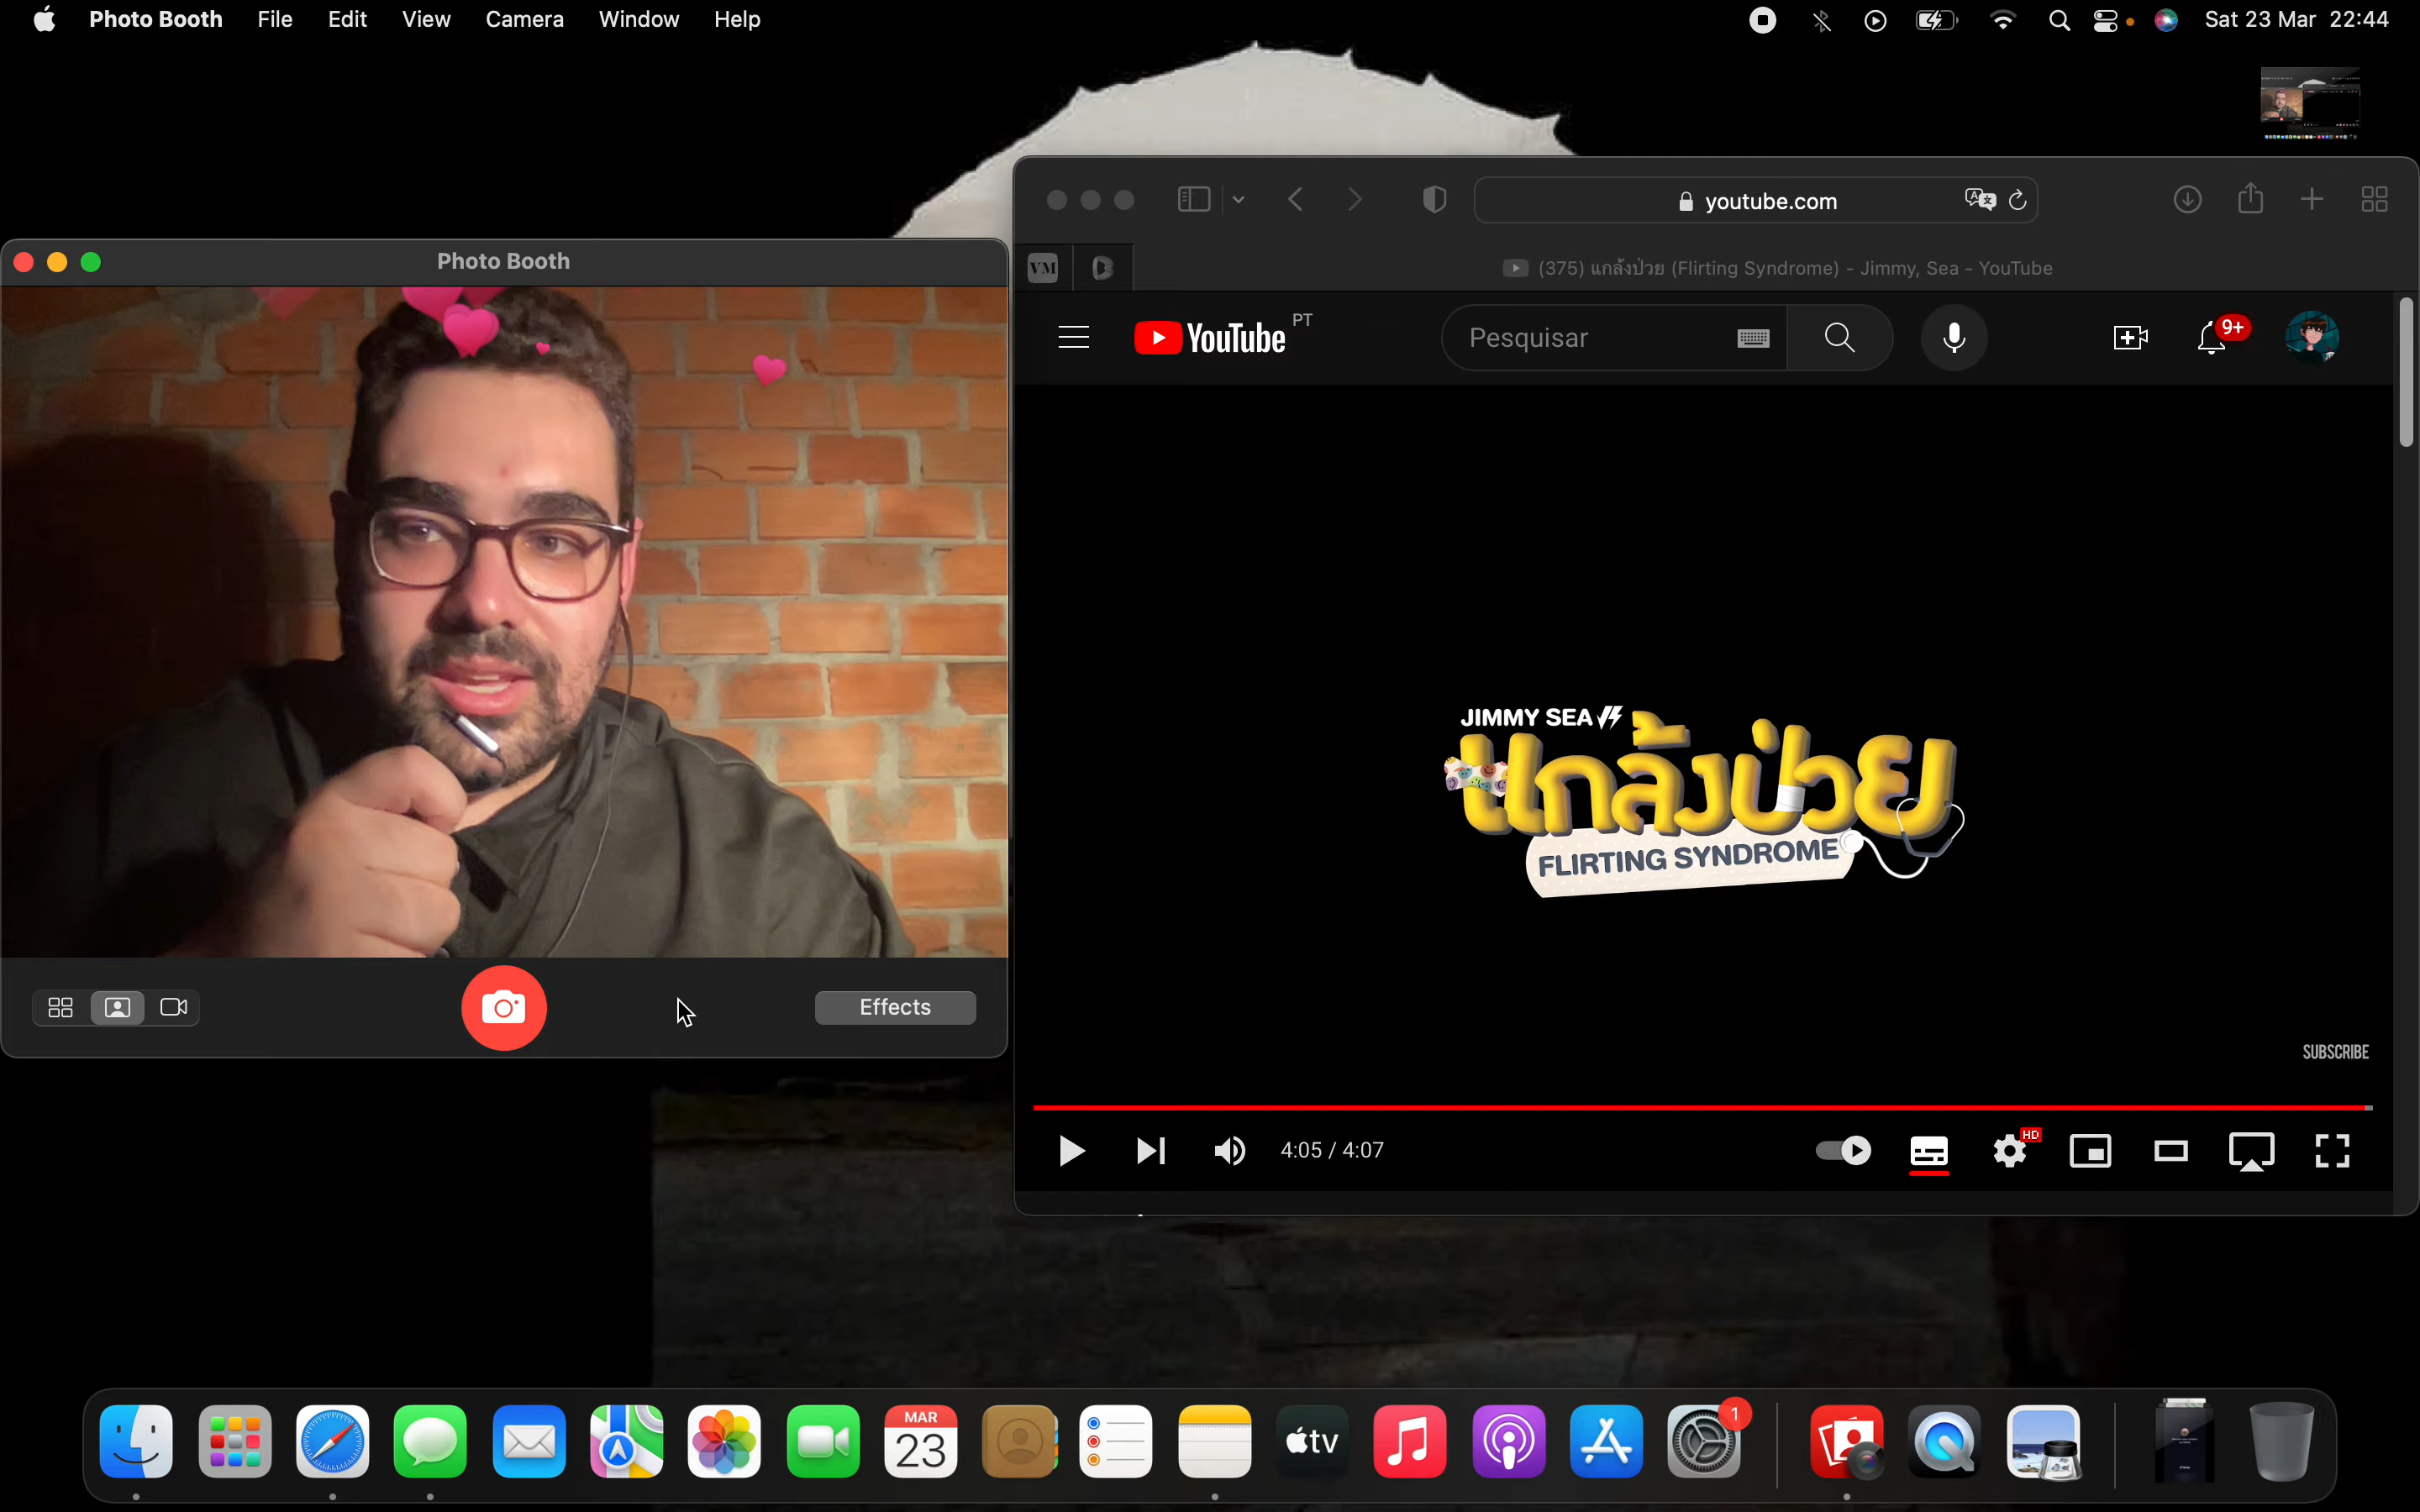 Photo Booth File Edit View Camera Window Help
Sat 23 Mar 22:44
youtube.com
Photo Booth
VM
(375) แกล้งป่วย (Flirting Syndrome) - Jimmy, Sea - YouTube
YouTube PT
Pesquisar
9+
JIMMY SEA
แกล้งป่วย
FLIRTING SYNDROME
Effects
SUBSCRIBE
4:05 / 4:07
HD
MAR
23
tv
1